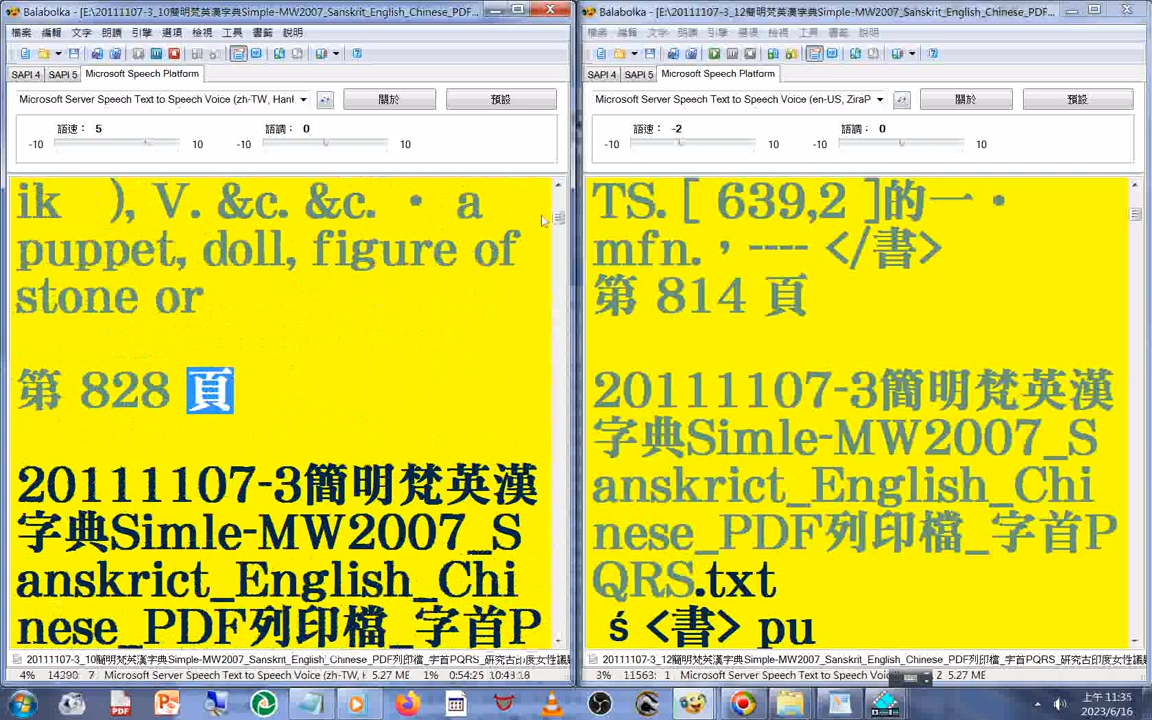 Balabolka - [E:\20111107-3_10簡明梵英漢字典Simple-MW2007_Sanskrit_English_Chinese_PDF...
檔案 編輯 文字 朗讀 引擎 選項 檢視 工具 書籤 說明
SAPI 4 SAPI 5 Microsoft Speech Platform
Microsoft Server Speech Text to Speech Voice (zh-TW, HanH
關於 預設
語速： 5 語調： 0
-10 10 -10 10
ik ), V. &c. &c. • a
puppet, doll, figure of
stone or
第 828 頁
20111107-3簡明梵英漢
字典Simle-MW2007_S
anskrict_English_Chi
nese_PDF列印檔_字首P
20111107-3_10簡明梵英漢字典Simple-MW2007_Sanskrit_English_Chinese_PDF列印檔_字首PQRS_研究古印度女性議
4% 14390: 7 Microsoft Server Speech Text to Speech Voice (zh-TW, H 5.27 MB 1% 0:54:25 10:43:18
Balabolka - [E:\20111107-3_12簡明梵英漢字典Simple-MW2007_Sanskrit_English_Chinese_PDF...
檔案 編輯 文字 朗讀 引擎 選項 檢視 工具 書籤 說明
SAPI 4 SAPI 5 Microsoft Speech Platform
Microsoft Server Speech Text to Speech Voice (en-US, ZiraP
關於 預設
語速： -2 語調： 0
-10 10 -10 10
TS. [ 639,2 ]的一•
mfn.，---- </書>
第 814 頁
20111107-3簡明梵英漢
字典Simle-MW2007_S
anskrict_English_Chi
nese_PDF列印檔_字首P
QRS.txt
ś <書> pu
20111107-3_12簡明梵英漢字典Simple-MW2007_Sanskrit_English_Chinese_PDF列印檔_字首PQRS_研究古印度女性議
3% 11563: 1 Microsoft Server Speech Text to Speech Voice 5.27 MB
上午 11:35
2023/6/16